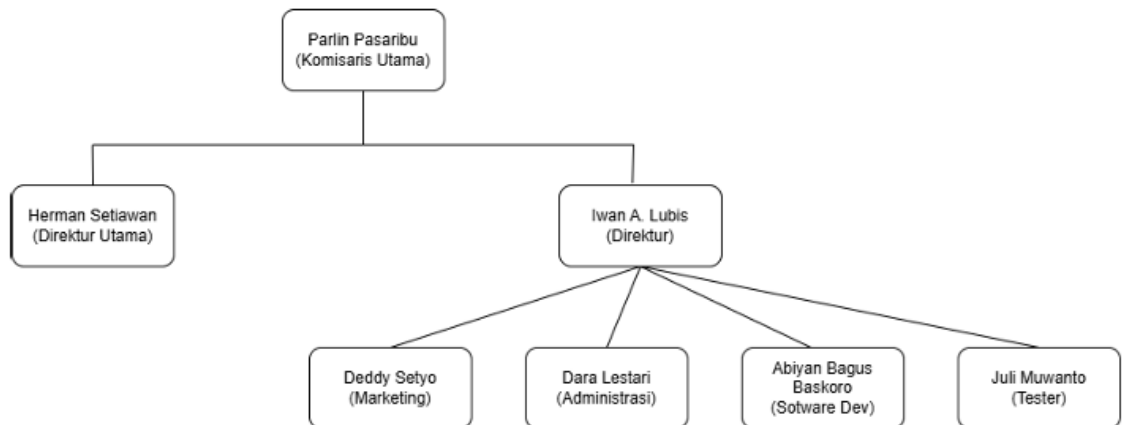 Parlin Pasaribu
(Komisaris Utama)
Herman Setiawan
(Direktur Utama)
Iwan A. Lubis
(Direktur)
Deddy Setyo
(Marketing)
Dara Lestari
(Administrasi)
Abiyan Bagus
Baskoro
(Sotware Dev)
Juli Muwanto
(Tester)